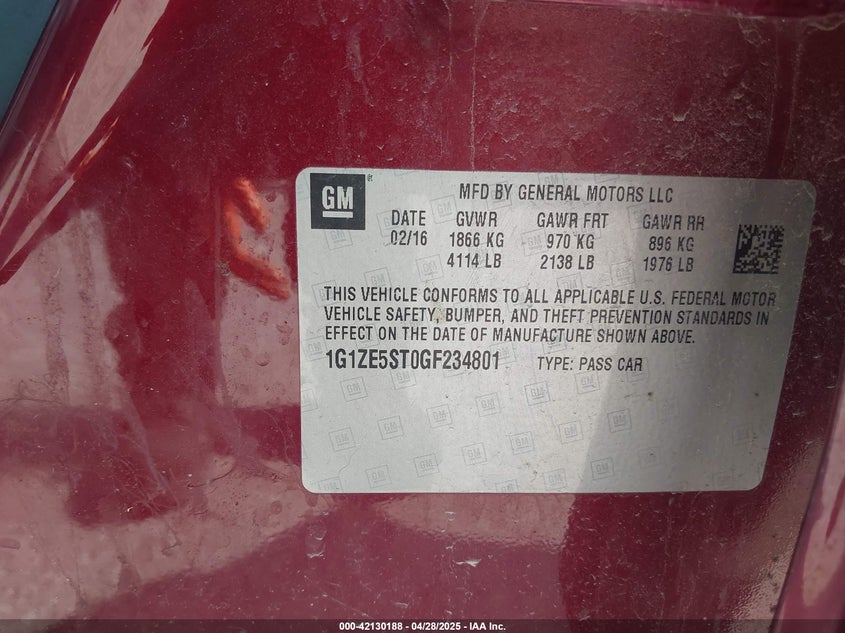 GM
MFD BY GENERAL MOTORS LLC
DATE GVWR GAWR FRT GAWR RR
02/16 1866 KG 970 KG 896 KG
4114 LB 2138 LB 1976 LB
THIS VEHICLE CONFORMS TO ALL APPLICABLE U.S. FEDERAL MOTOR
VEHICLE SAFETY, BUMPER, AND THEFT PREVENTION STANDARDS IN
EFFECT ON THE DATE OF MANUFACTURE SHOWN ABOVE.
1G1ZE5ST0GF234801 TYPE: PASS CAR
000-42130188 | 04/28/2025 | IAA Inc.